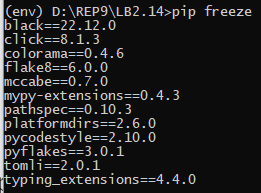 (env) D:\REP9\LB2.14>pip freeze
black==22.12.0
click==8.1.3
colorama==0.4.6
flake8==6.0.0
mccabe==0.7.0
mypy-extensions==0.4.3
pathspec==0.10.3
platformdirs==2.6.0
pycodestyle==2.10.0
pyflakes==3.0.1
tomli==2.0.1
typing_extensions==4.4.0